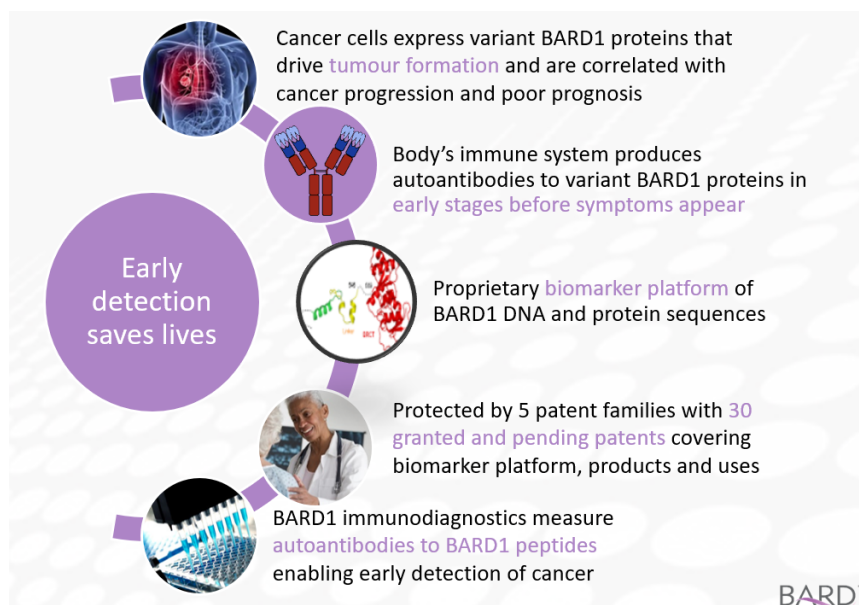 Cancer cells express variant BARD1 proteins that
drive tumour formation and are correlated with
cancer progression and poor prognosis
Body's immune system produces
autoantibodies to variant BARD1 proteins in
early stages before symptoms appear
Early
detection
saves lives
Proprietary biomarker platform of
BARD1 DNA and protein sequences
Protected by 5 patent families with 30
granted and pending patents covering
biomarker platform, products and uses
BARD1 immunodiagnostics measure
autoantibodies to BARD1 peptides
enabling early detection of cancer
BARD